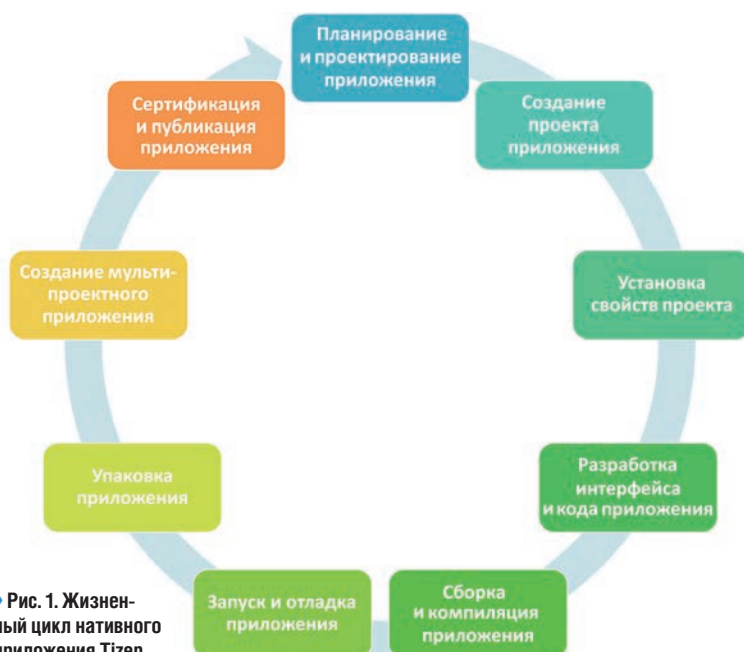 Планирование
и проектирование
приложения
Создание
проекта
приложения
Установка
свойств проекта
Разработка
интерфейса
и кода приложения
Сборка
и компиляция
приложения
Запуск и отладка
приложения
Упаковка
приложения
Создание мульти-
проектного
приложения
Сертификация
и публикация
приложения
Рис. 1. Жизнен-
ный цикл нативного
приложения Tizen